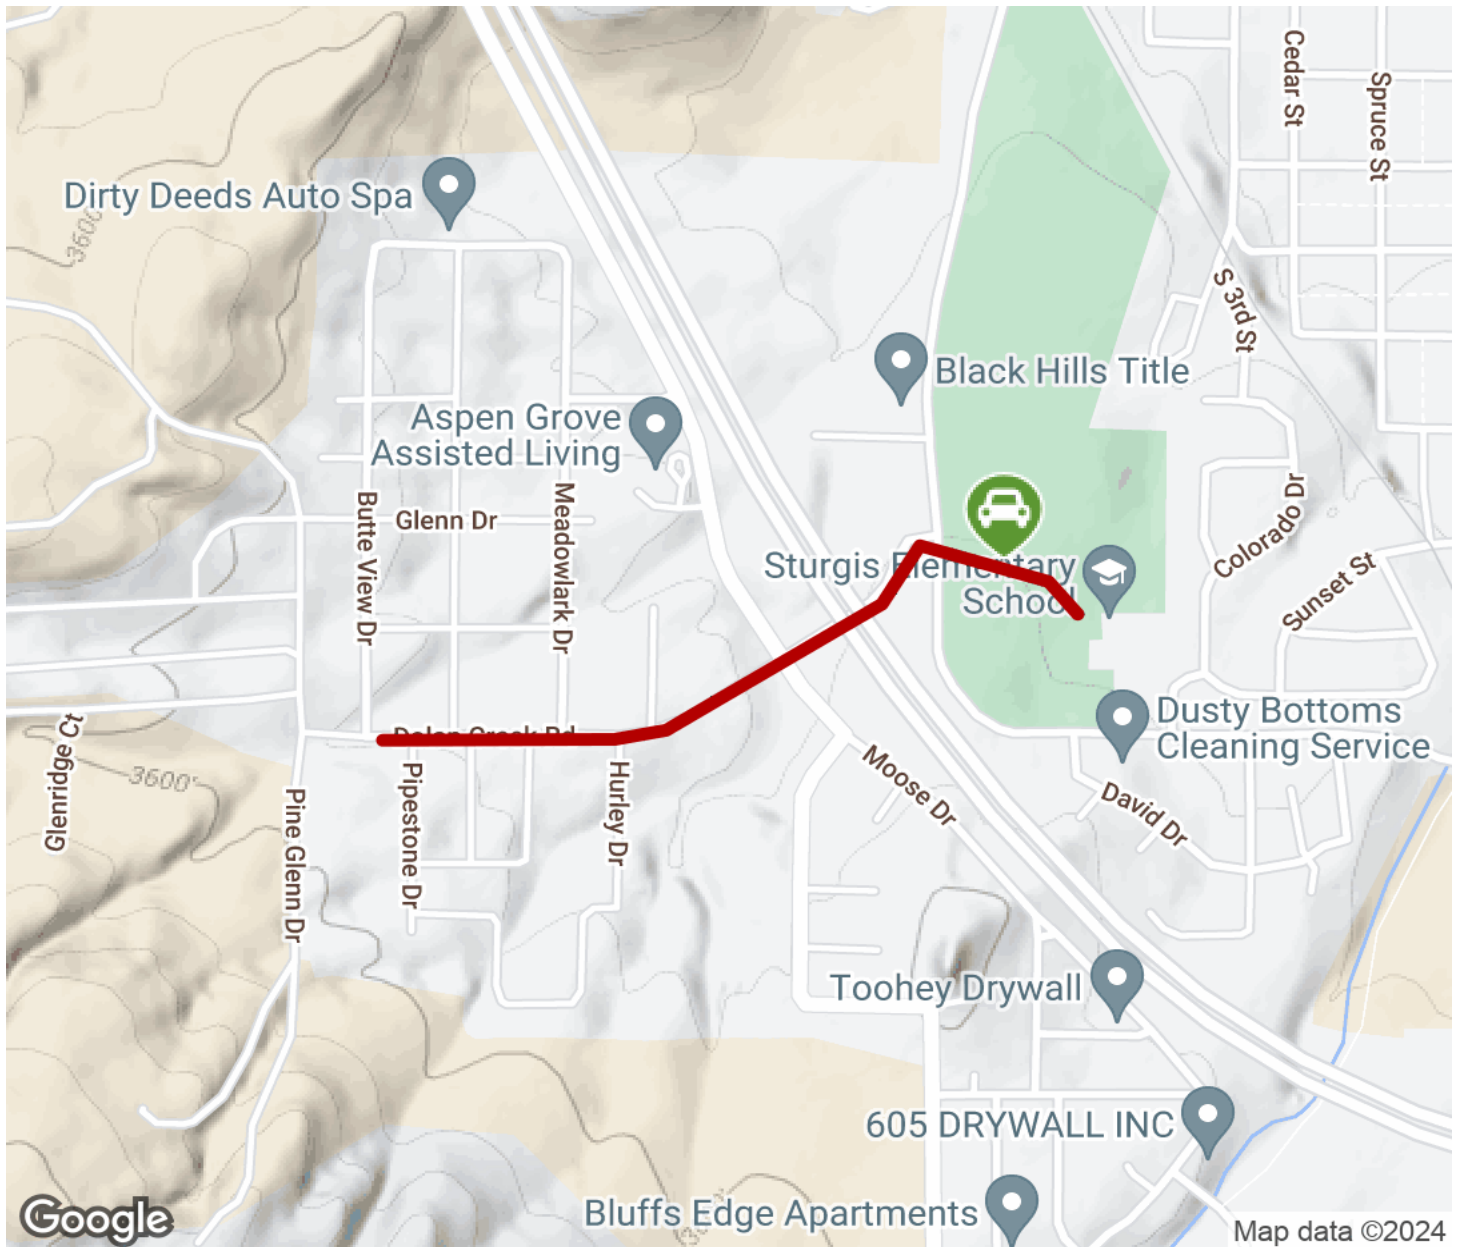 Cedar St
Spruce St
Dirty Deeds Auto Spa
3600'
S 3rd St
Black Hills Title
Aspen Grove
Assisted Living
Butte View Dr
Glenn Dr
Meadowlark Dr
Colorado Dr
Sturgis Elementary
School
Sunset St
Glenridge Ct
3600'
Pine Glenn Dr
Pipestone Dr
Hurley Dr
Moose Dr
Dusty Bottoms
Cleaning Service
David Dr
Toohey Drywall
605 DRYWALL INC
Bluffs Edge Apartments
Google
Map data ©2024